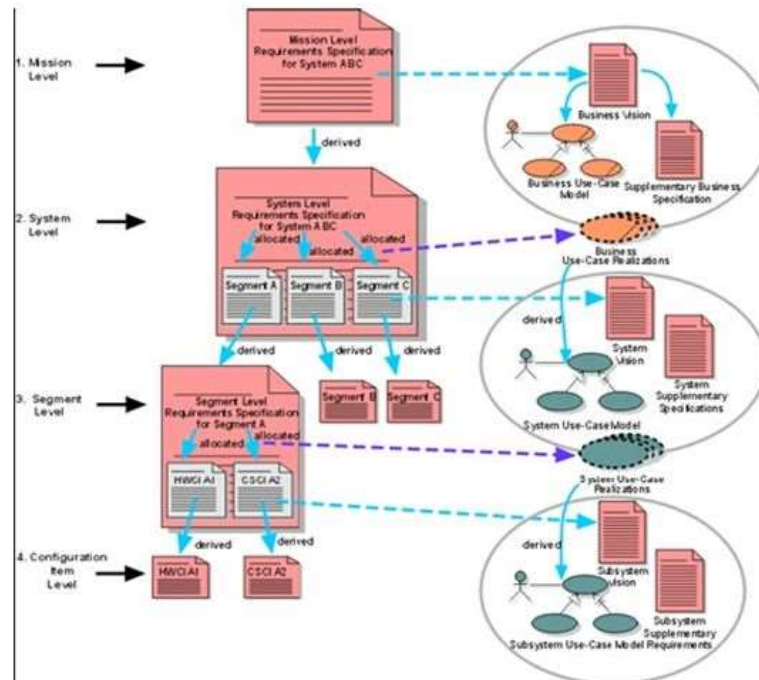 1. Mission
Level
Mission Level
Requirements Specification
for System ABC
derived
Business Vision
Business Use-Case
Model
Supplementary Business
Specification
2. System
Level
System Level
Requirements Specification
for System ABC
allocated
allocated
allocated
Segment A
Segment B
Segment C
Business
Use-Case Realizations
derived
derived
derived
derived
System
Vision
System
Supplementary
Specifications
System Use-CaseModel
3. Segment
Level
Segment Level
Requirements Specification
for Segment A
allocated
allocated
Segment B
Segment C
HWCI A1
CSCI A2
System Use-Case
Realizations
derived
derived
derived
4. Configuration
Item
Level
HWCI A1
CSCI A2
Subsystem
Vision
Subsystem
Supplementary
Subsystem Use-Case Model Requirements